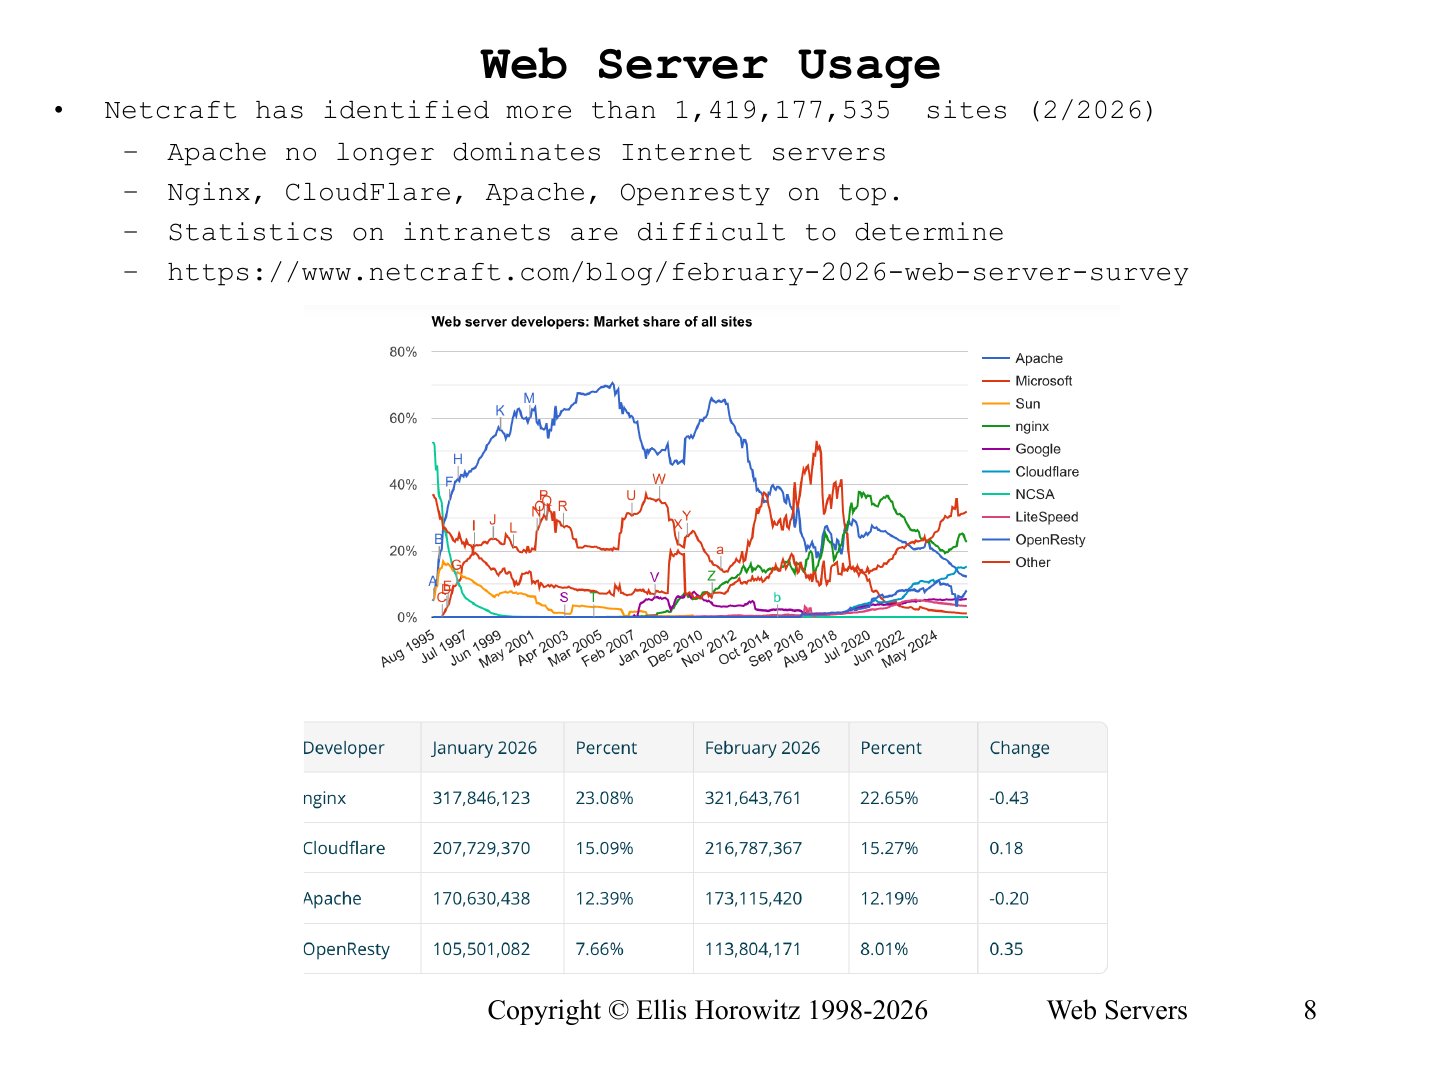 Web Server Usage
• Netcraft has identified more than 1,419,177,535 sites (2/2026)
– Apache no longer dominates Internet servers
– Nginx, CloudFlare, Apache, Openresty on top.
– Statistics on intranets are difficult to determine
– https://www.netcraft.com/blog/february-2026-web-server-survey
Web server developers: Market share of all sites
80%
60%
40%
20%
0%
A
B
C
F
H
K
M
E
G
I
J
L
N
P
R
U
W
X
Y
a
S
T
V
Z
b
Aug 1995
Jul 1997
Jun 1999
May 2001
Apr 2003
Mar 2005
Feb 2007
Jan 2009
Dec 2010
Nov 2012
Oct 2014
Sep 2016
Aug 2018
Jul 2020
Jun 2022
May 2024
Apache
Microsoft
Sun
nginx
Google
Cloudflare
NCSA
LiteSpeed
OpenResty
Other
Developer January 2026 Percent February 2026 Percent Change
nginx 317,846,123 23.08% 321,643,761 22.65% -0.43
Cloudflare 207,729,370 15.09% 216,787,367 15.27% 0.18
Apache 170,630,438 12.39% 173,115,420 12.19% -0.20
OpenResty 105,501,082 7.66% 113,804,171 8.01% 0.35
Copyright © Ellis Horowitz 1998-2026 Web Servers 8